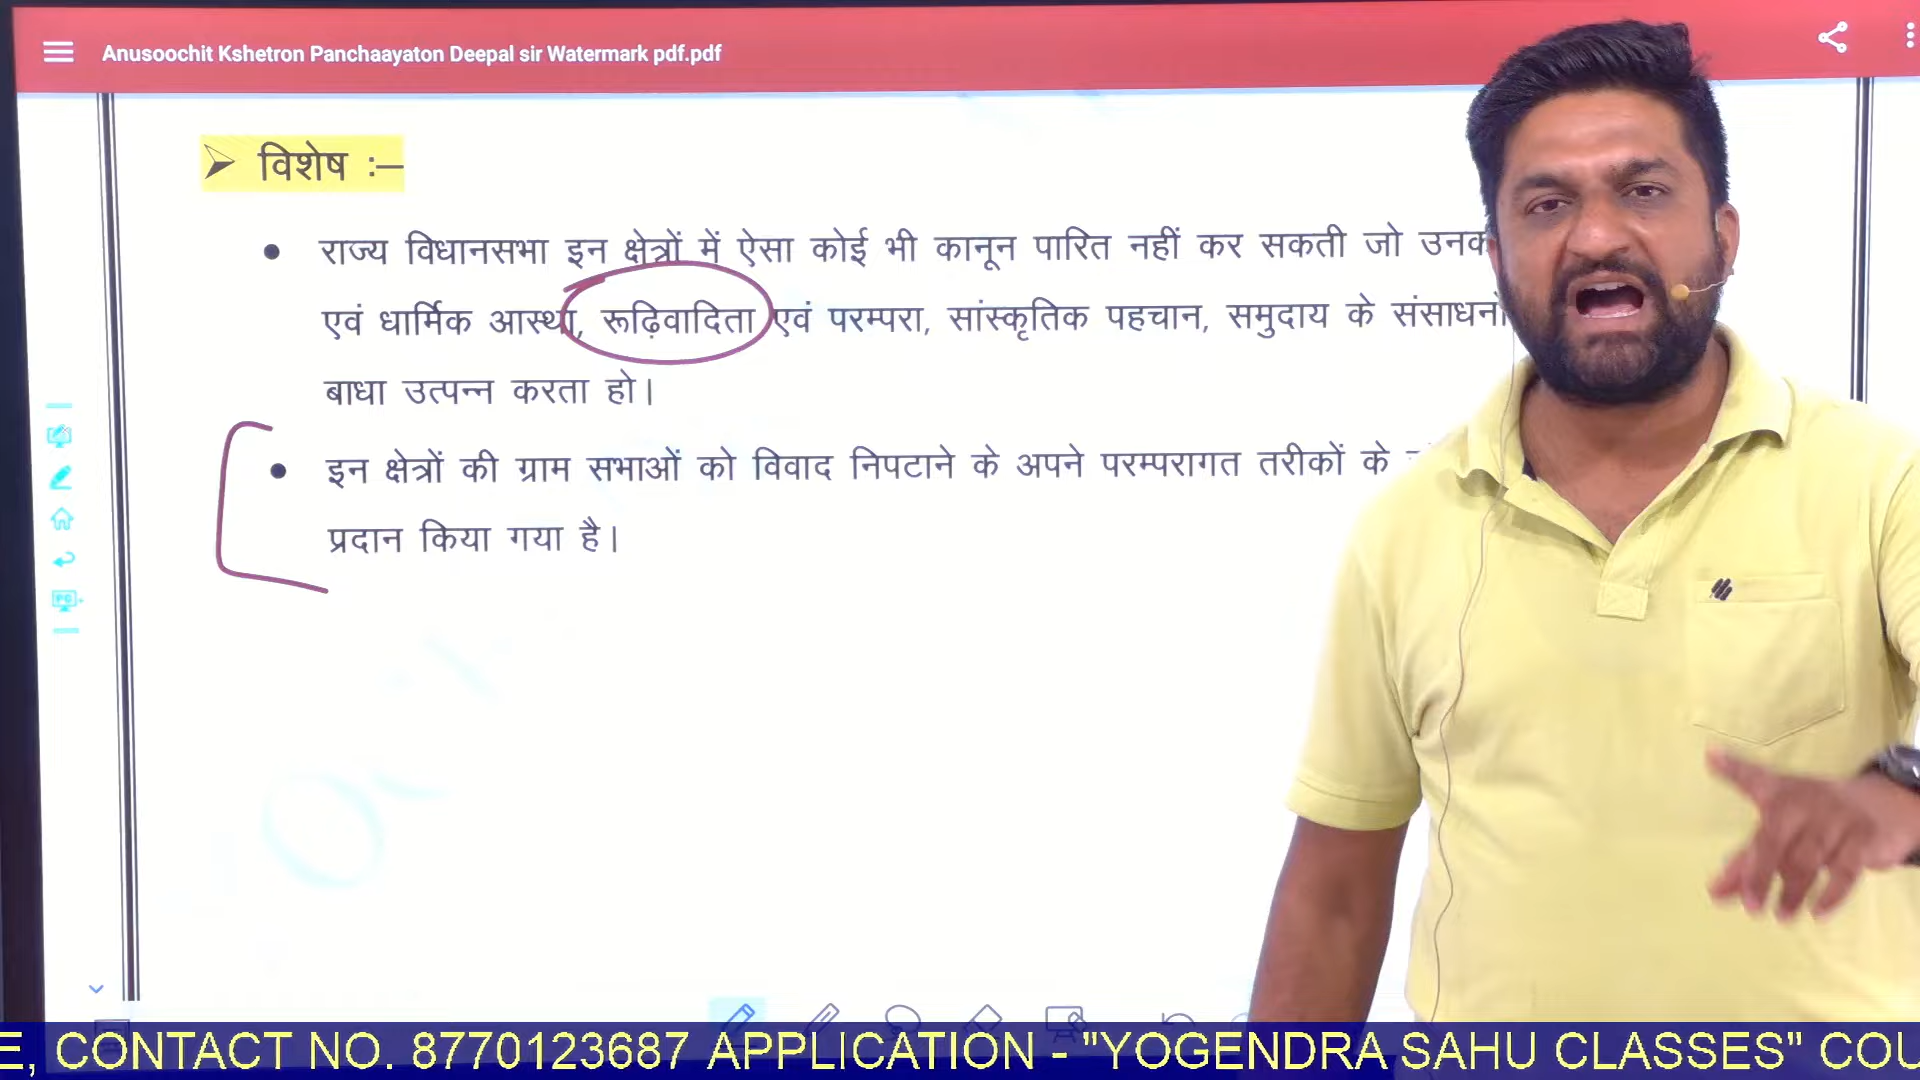 Anusoochit Kshetron Panchaayaton Deepal sir Watermark pdf.pdf
➢ विशेष :–
● राज्य विधानसभा इन क्षेत्रों में ऐसा कोई भी कानून पारित नहीं कर सकती जो
एवं धार्मिक आस्था, रूढ़िवादिता एवं परम्परा, सांस्कृतिक पहचान, समुदाय के
बाधा उत्पन्न करता हो।
● इन क्षेत्रों की ग्राम सभाओं को विवाद निपटाने के अपने परम्परागत तरीकों के
प्रदान किया गया है।
CONTACT NO. 8770123687 APPLICATION - "YOGENDRA SAHU CLASSES"